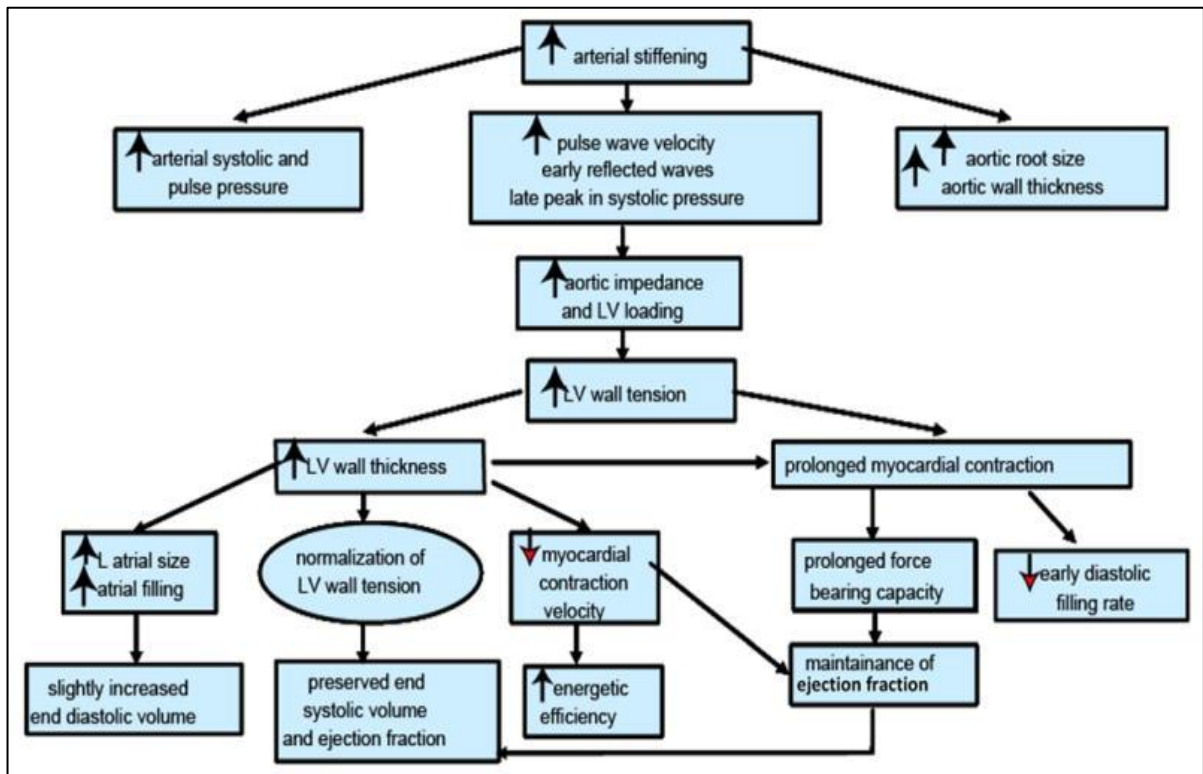 arterial stiffening
arterial systolic and
pulse pressure
pulse wave velocity
early reflected waves
late peak in systolic pressure
aortic root size
aortic wall thickness
aortic impedance
and LV loading
LV wall tension
LV wall thickness
prolonged myocardial contraction
L atrial size
atrial filling
normalization of
LV wall tension
myocardial
contraction
velocity
prolonged force
bearing capacity
early diastolic
filling rate
slightly increased
end diastolic volume
preserved end
systolic volume
and ejection fraction
energetic
efficiency
maintainance of
ejection fraction